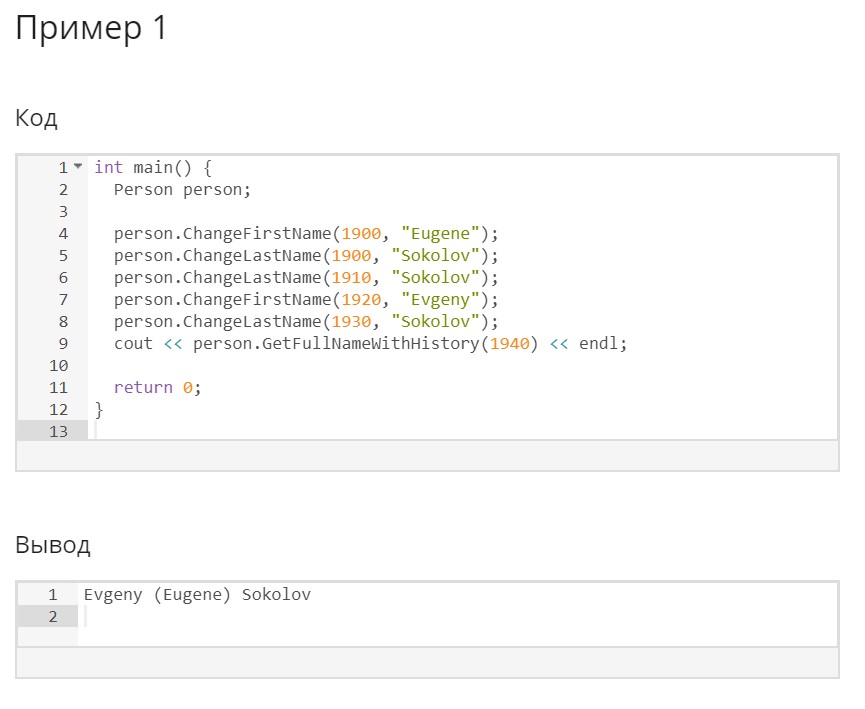 Пример 1
Код
1 int main() {
2   Person person;
3
4   person.ChangeFirstName(1900, "Eugene");
5   person.ChangeLastName(1900, "Sokolov");
6   person.ChangeLastName(1910, "Sokolov");
7   person.ChangeFirstName(1920, "Evgeny");
8   person.ChangeLastName(1930, "Sokolov");
9   cout << person.GetFullNameWithHistory(1940) << endl;
10
11   return 0;
12 }
13
Вывод
1 Evgeny (Eugene) Sokolov
2